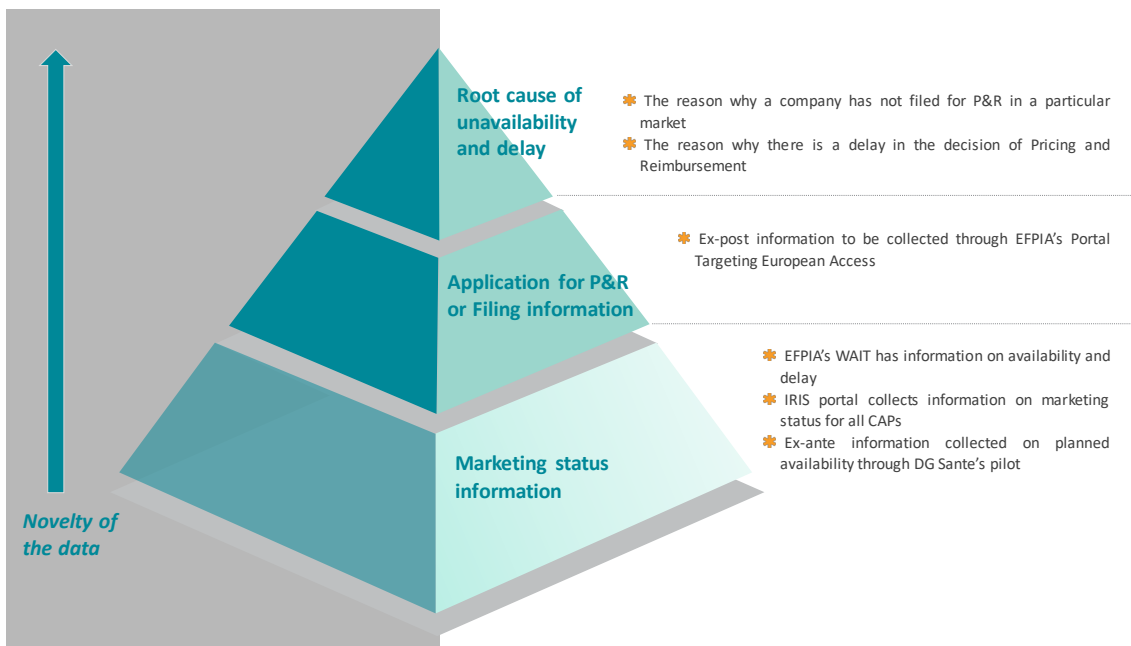 Root cause of
unavailability
and delay
The reason why a company has not filed for P&R in a particular
market
The reason why there is a delay in the decision of Pricing and
Reimbursement
Application for P&R
or Filing information
Ex-post information to be collected through EFPIA's Portal
Targeting European Access
Marketing status
information
EFPIA's WAIT has information on availability and
delay
IRIS portal collects information on marketing
status for all CAPs
Ex-ante information collected on planned
availability through DG Sante's pilot
Novelty of
the data